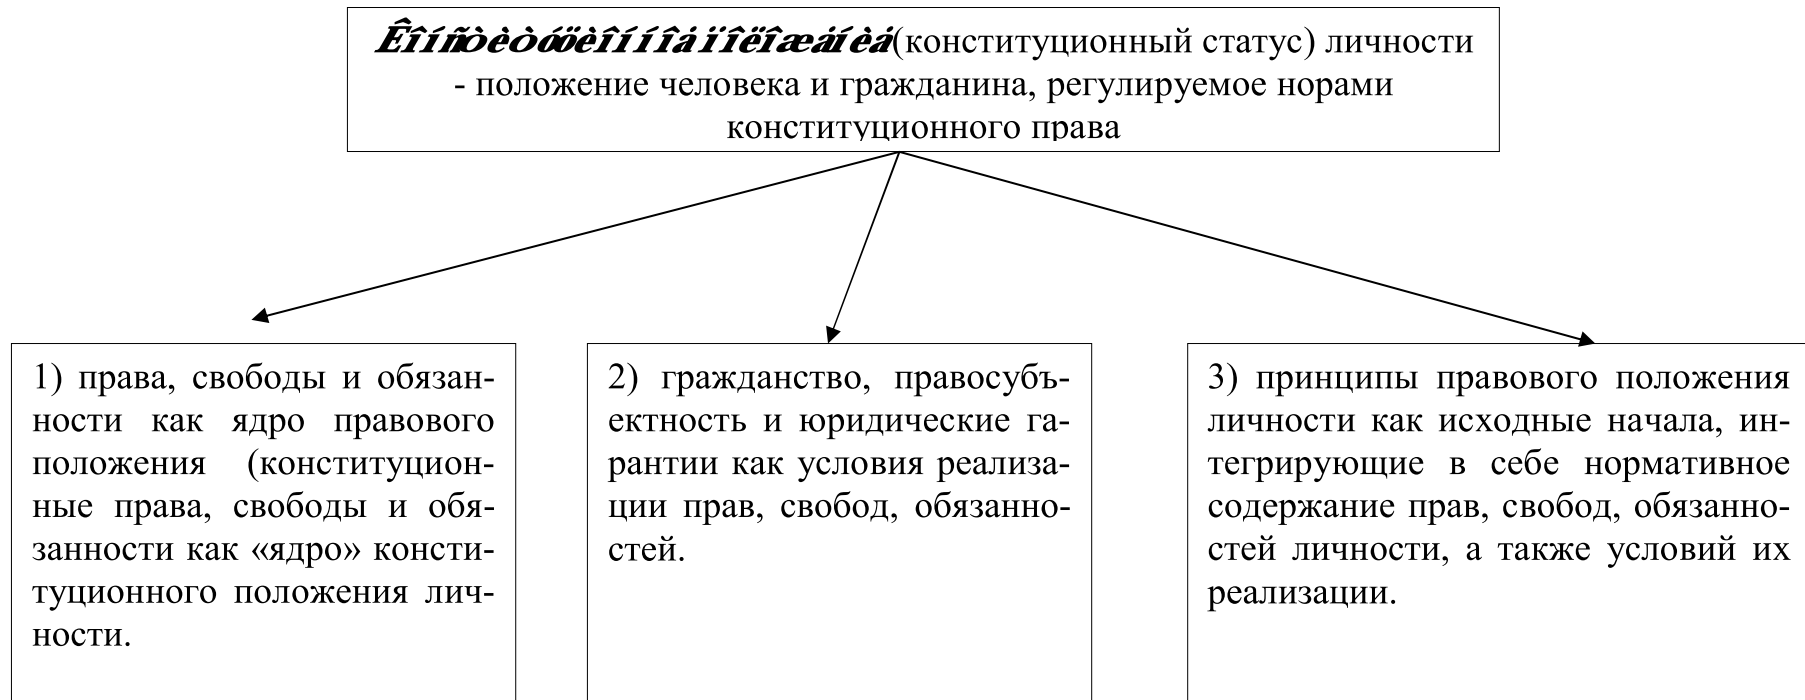 Êîíñòèòóöèîííîå ïîëîæåíèå (конституционный статус) личности
- положение человека и гражданина, регулируемое норами
конституционного права
1) права, свободы и обязан-
ности как ядро правового
положения (конституцион-
ные права, свободы и обя-
занности как «ядро» консти-
туционного положения лич-
ности.
2) гражданство, правосубъ-
ектность и юридические га-
рантии как условия реализа-
ции прав, свобод, обязанно-
стей.
3) принципы правового положения
личности как исходные начала, ин-
тегрирующие в себе нормативное
содержание прав, свобод, обязанно-
стей личности, а также условий их
реализации.